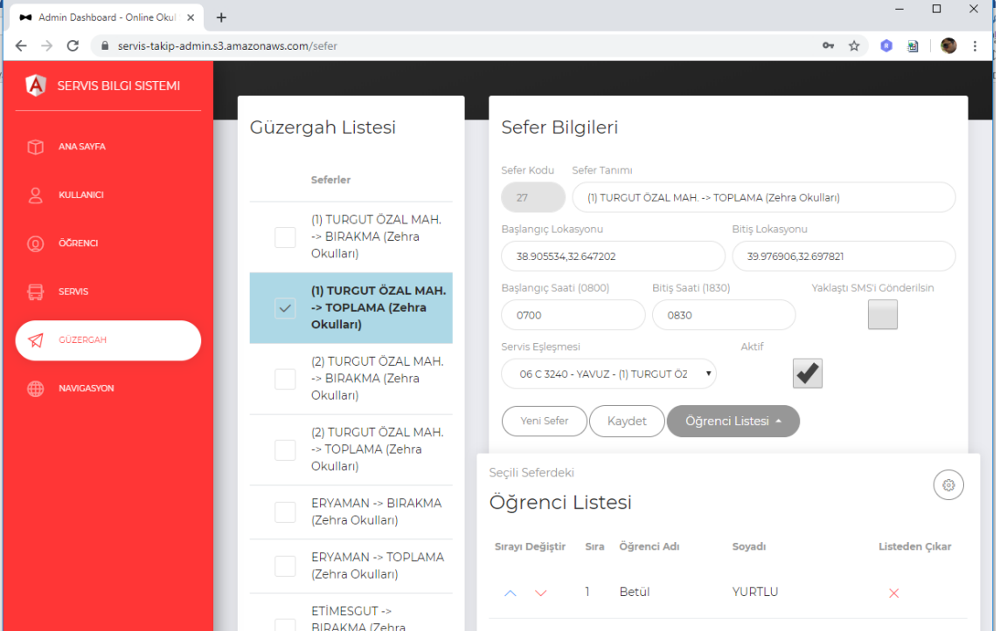 Admin Dashboard - Online Okul
servis-takip-admin.s3.amazonaws.com/sefer
SERVIS BILGI SISTEMI
ANA SAYFA
KULLANICI
ÖĞRENCI
SERVIS
GÜZERGAH
NAVIGASYON
Güzergah Listesi
Seferler
(1) TURGUT ÖZAL MAH.
-> BIRAKMA (Zehra
Okulları)
(1) TURGUT ÖZAL MAH.
-> TOPLAMA (Zehra
Okulları)
(2) TURGUT ÖZAL MAH.
-> BIRAKMA (Zehra
Okulları)
(2) TURGUT ÖZAL MAH.
-> TOPLAMA (Zehra
Okulları)
ERYAMAN -> BIRAKMA
(Zehra Okulları)
ERYAMAN -> TOPLAMA
(Zehra Okulları)
ETİMESGUT ->
BIRAKMA (Zehra
Sefer Bilgileri
Sefer Kodu Sefer Tanımı
27 (1) TURGUT ÖZAL MAH. -> TOPLAMA (Zehra Okulları)
Başlangıç Lokasyonu Bitiş Lokasyonu
38.905534,32.647202 39.976906,32.697821
Başlangıç Saati (0800) Bitiş Saati (1830) Yaklaştı SMS'i Gönderilsin
0700 0830
Servis Eşleşmesi Aktif
06 C 3240 - YAVUZ - (1) TURGUT ÖZ
Yeni Sefer Kaydet Öğrenci Listesi
Seçili Seferdeki
Öğrenci Listesi
Sırayı Değiştir Sıra Öğrenci Adı Soyadı Listeden Çıkar
1 Betül YURTLU